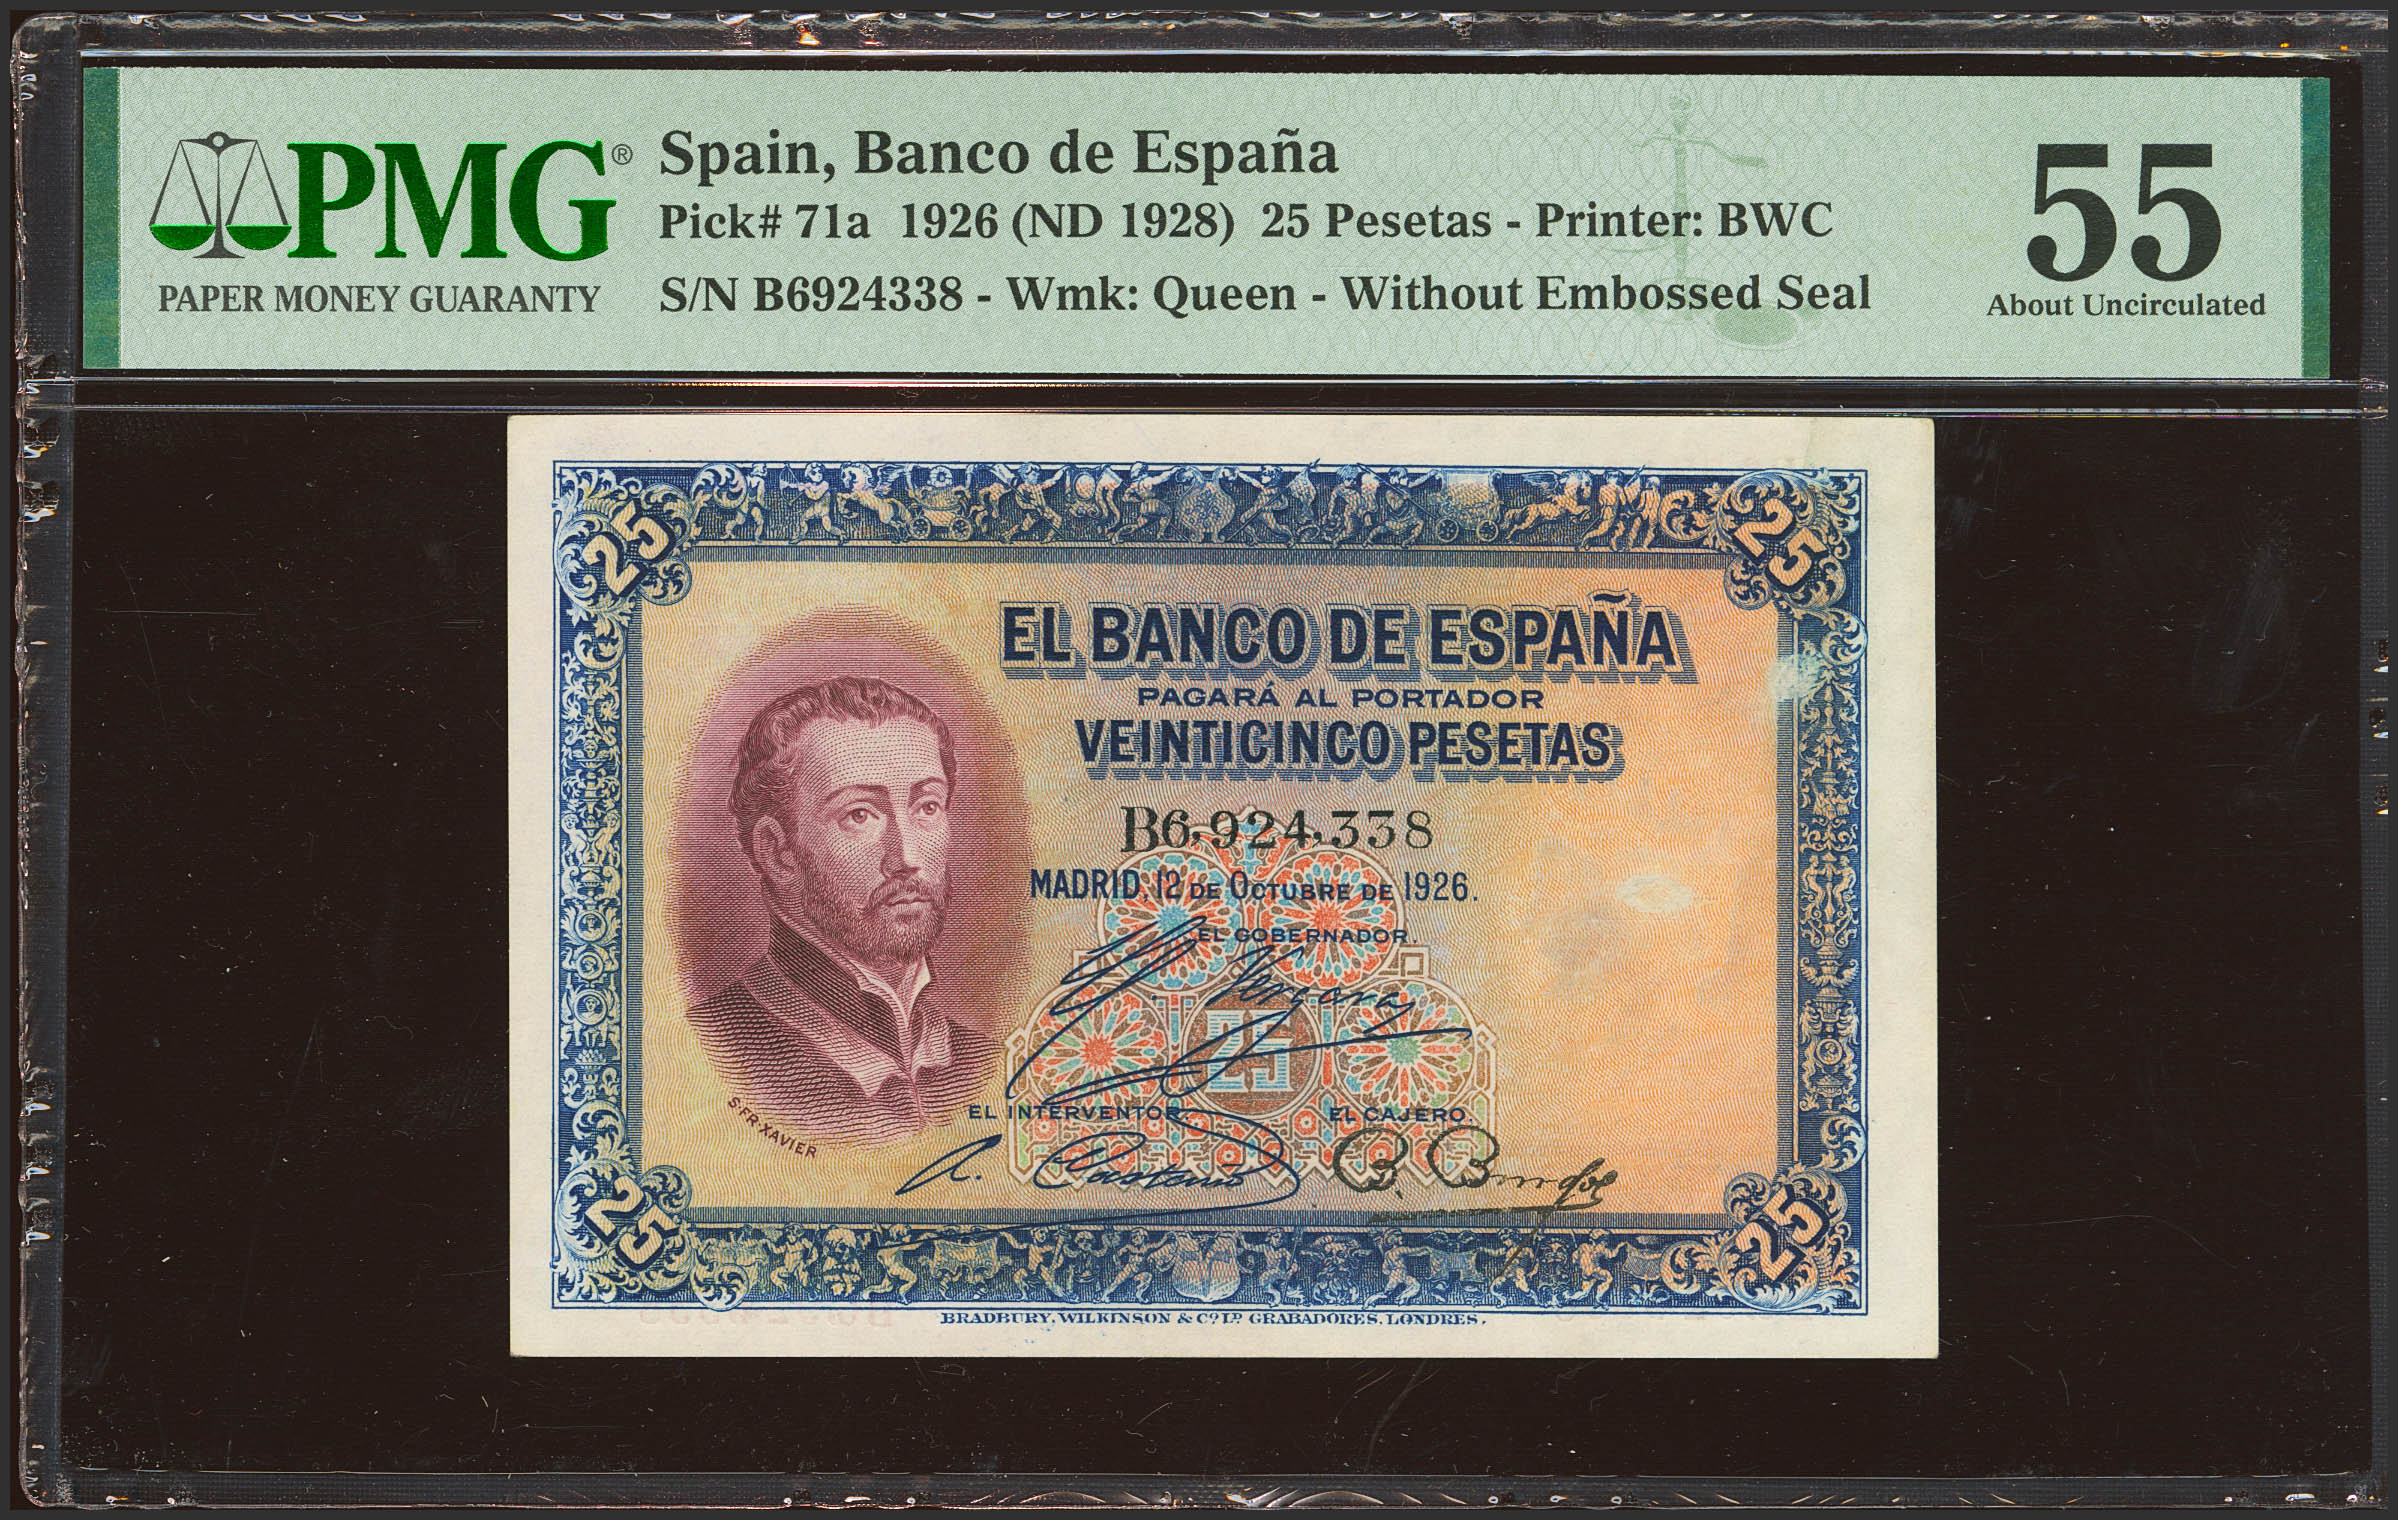 PMG®
PAPER MONEY GUARANTY
Spain, Banco de España
Pick# 71a 1926 (ND 1928) 25 Pesetas - Printer: BWC
S/N B6924338 - Wmk: Queen - Without Embossed Seal
55
About Uncirculated
25
25
EL BANCO DE ESPAÑA
PAGARÁ AL PORTADOR
VEINTICINCO PESETAS
B6,924,338
MADRID, 12 DE OCTUBRE DE 1926.
EL GOBERNADOR.
25
EL INTERVENTOR
EL CAJERO
S. FR. XAVIER
25
25
BRADBURY, WILKINSON & Cº Lᴰ GRABADORES, LONDRES.